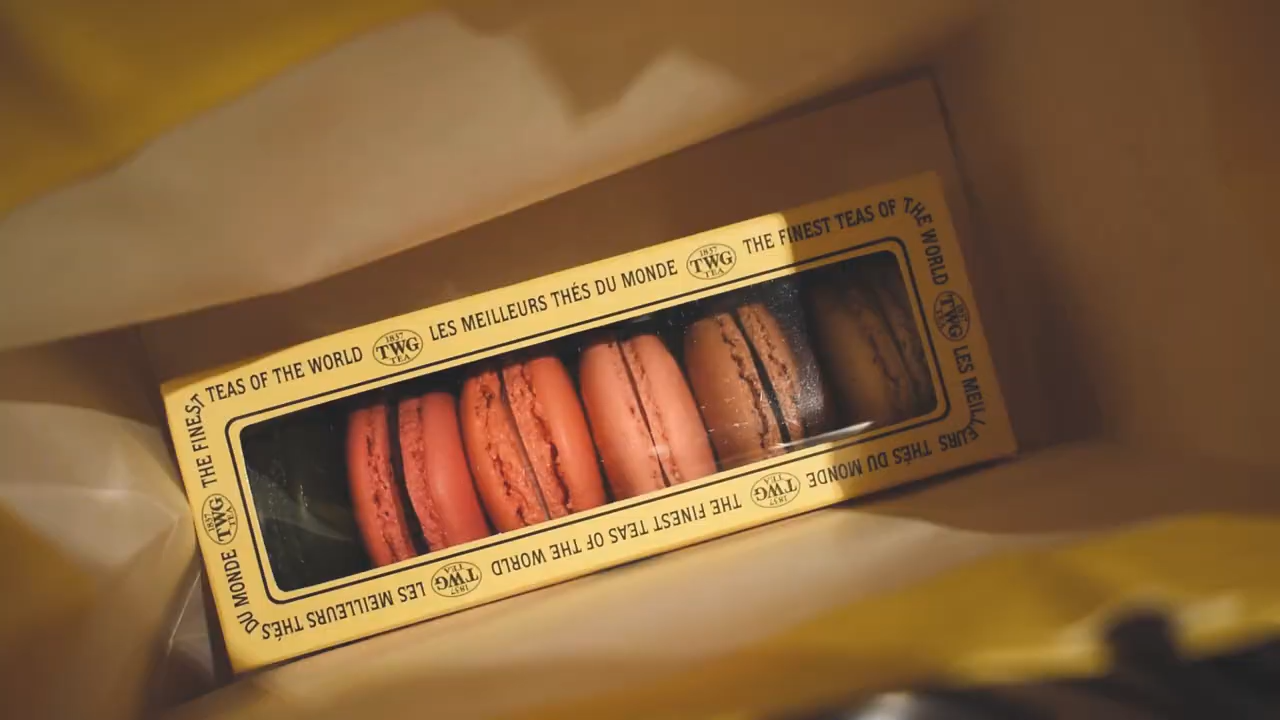 THE FINEST TEAS OF THE WORLD
1837
TWG
TEA
LES MEILLEURS THÉS DU MONDE
1837
TWG
TEA
THE FINEST TEAS OF THE WORLD
1837
TWG
TEA
LES MEILLEURS THÉS DU MONDE
1837
TWG
TEA
THE FINEST TEAS OF THE WORLD
1837
TWG
TEA
LES MEILLEURS THÉS DU MONDE
1837
TWG
TEA